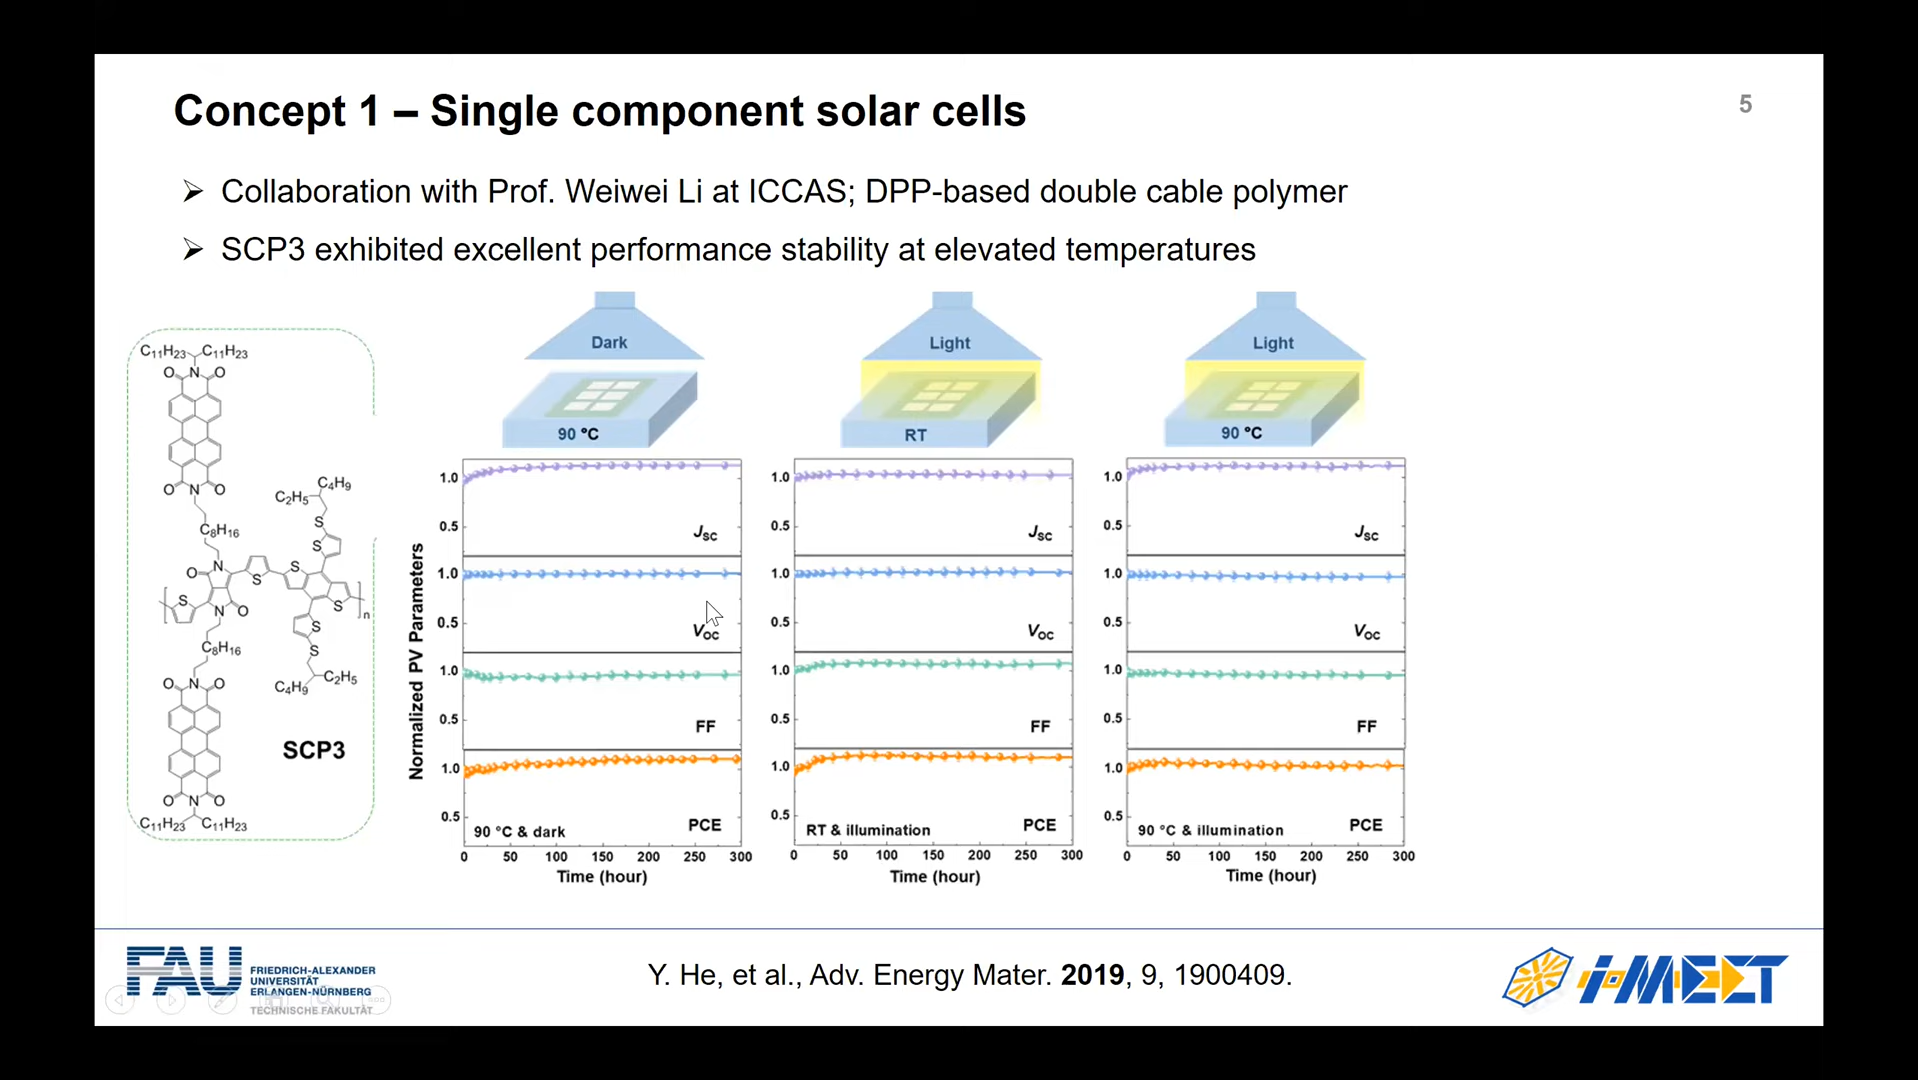 Concept 1 – Single component solar cells
5
➢ Collaboration with Prof. Weiwei Li at ICCAS; DPP-based double cable polymer
➢ SCP3 exhibited excellent performance stability at elevated temperatures
Dark
90 °C
Light
RT
Light
90 °C
C11H23 C11H23
O N O
O N O
C8H16
C4H9
C2H5
S
S
N
O
S
S
S
N
O
S
n
C8H16
S
S
C4H9
C2H5
O N O
O N O
C11H23 C11H23
SCP3
Normalized PV Parameters
1.0
0.5
JSC
1.0
0.5
VOC
1.0
0.5
FF
1.0
0.5
90 °C & dark
PCE
0 50 100 150 200 250 300
Time (hour)
1.0
0.5
JSC
1.0
0.5
VOC
1.0
0.5
FF
1.0
0.5
RT & illumination
PCE
0 50 100 150 200 250 300
Time (hour)
1.0
0.5
JSC
1.0
0.5
VOC
1.0
0.5
FF
1.0
0.5
90 °C & illumination
PCE
0 50 100 150 200 250 300
Time (hour)
FAU
FRIEDRICH-ALEXANDER
UNIVERSITÄT
ERLANGEN-NÜRNBERG
TECHNISCHE FAKULTÄT
Y. He, et al., Adv. Energy Mater. 2019, 9, 1900409.
i-MEET